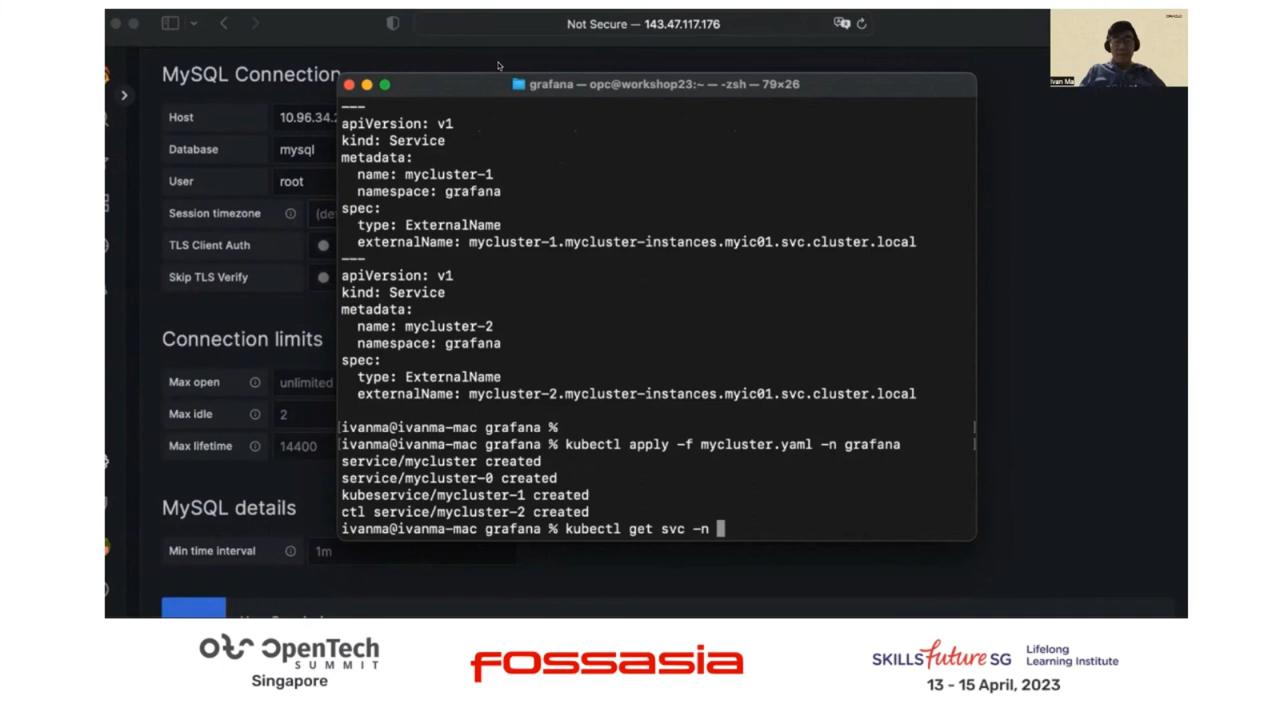 Not Secure — 143.47.117.176
ORACLE
Ivan Ma
MySQL Connection
Host
10.96.34.2
Database
mysql
User
root
Session timezone
(de
TLS Client Auth
Skip TLS Verify
Connection limits
Max open
unlimited
Max idle
2
Max lifetime
14400
MySQL details
Min time interval
1m
grafana — opc@workshop23:~ — -zsh — 79×26
---
apiVersion: v1
kind: Service
metadata:
  name: mycluster-1
  namespace: grafana
spec:
  type: ExternalName
  externalName: mycluster-1.mycluster-instances.myic01.svc.cluster.local
---
apiVersion: v1
kind: Service
metadata:
  name: mycluster-2
  namespace: grafana
spec:
  type: ExternalName
  externalName: mycluster-2.mycluster-instances.myic01.svc.cluster.local
ivanma@ivanma-mac grafana %
ivanma@ivanma-mac grafana % kubectl apply -f mycluster.yaml -n grafana
service/mycluster created
service/mycluster-0 created
kubeservice/mycluster-1 created
ctl service/mycluster-2 created
ivanma@ivanma-mac grafana % kubectl get svc -n
OpenTech
SUMMIT
Singapore
FOSSASIA
SKILLS future SG
Lifelong
Learning Institute
13 - 15 April, 2023